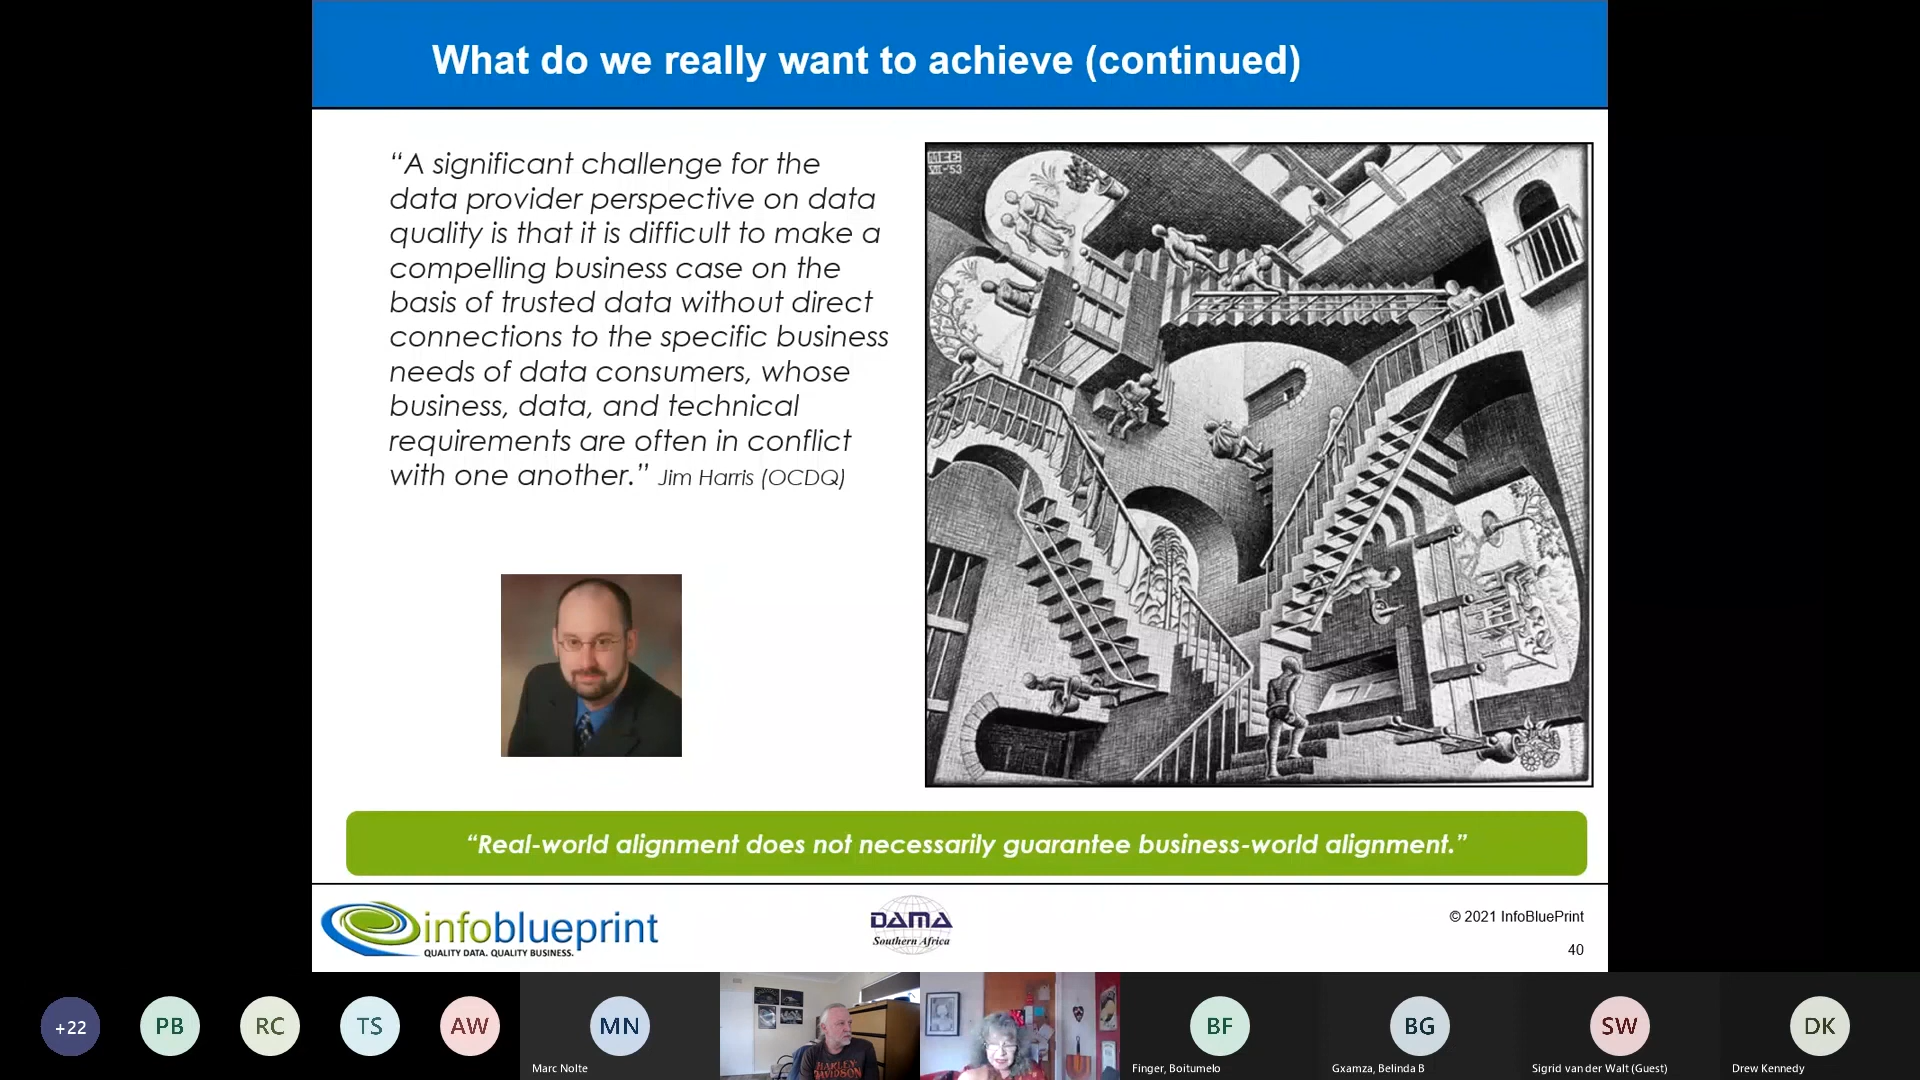 What do we really want to achieve (continued)
“A significant challenge for the
data provider perspective on data
quality is that it is difficult to make a
compelling business case on the
basis of trusted data without direct
connections to the specific business
needs of data consumers, whose
business, data, and technical
requirements are often in conflict
with one another.” Jim Harris (OCDQ)
MCE
VII-'53
“Real-world alignment does not necessarily guarantee business-world alignment.”
infoblueprint
QUALITY DATA. QUALITY BUSINESS.
DAMA
Southern Africa
© 2021 InfoBluePrint
40
+22
PB
RC
TS
AW
MN
Marc Nolte
HARLEY
DAVIDSON
BF
Finger, Boitumelo
BG
Gxamza, Belinda B
SW
Sigrid van der Walt (Guest)
DK
Drew Kennedy